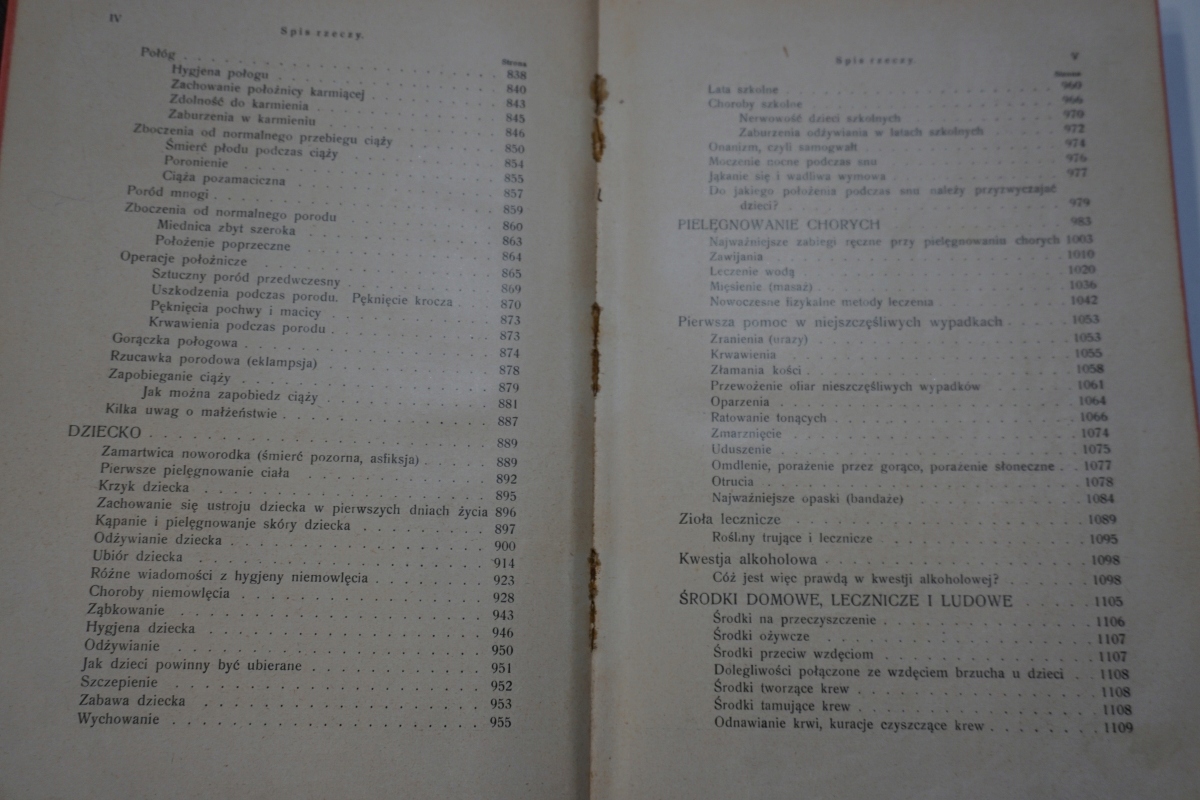 IV
Spis rzeczy.
Strona
Połóg . . . 838
Hygjena połogu . . . 840
Zachowanie położnicy karmiącej . . . 843
Zdolność do karmienia . . . 845
Zaburzenia w karmieniu . . . 846
Zboczenia od normalnego przebiegu ciąży . . . 850
Śmierć płodu podczas ciąży . . . 854
Poronienie . . . 855
Ciąża pozamaciczna . . . 857
Poród mnogi . . . 859
Zboczenia od normalnego porodu . . . 860
Miednica zbyt szeroka . . . 863
Położenie poprzeczne . . . 864
Operacje położnicze . . . 865
Sztuczny poród przedwczesny . . . 869
Uszkodzenia podczas porodu. Pęknięcie krocza . 870
Pęknięcia pochwy i macicy . . . 873
Krwawienia podczas porodu . . . 873
Gorączka połogowa . . . 874
Rzucawka porodowa (eklampsja) . . . 878
Zapobieganie ciąży . . . 879
Jak można zapobiedz ciąży . . . 881
Kilka uwag o małżeństwie . . . 887
DZIECKO . . . 889
Zamartwica noworodka (śmierć pozorna, asfiksja) . . . 889
Pierwsze pielęgnowanie ciała . . . 892
Krzyk dziecka . . . 895
Zachowanie się ustroju dziecka w pierwszych dniach życia 896
Kąpanie i pielęgnowanje skóry dziecka . . . 897
Odżywianie dziecka . . . 900
Ubiór dziecka . . . 914
Różne wiadomości z hygjeny niemowlęcia . . . 923
Choroby niemowlęcia . . . 928
Ząbkowanie . . . 943
Hygjena dziecka . . . 946
Odżywianie . . . 950
Jak dzieci powinny być ubierane . . . 951
Szczepienie . . . 952
Zabawa dziecka . . . 953
Wychowanie . . . 955
Spis rzeczy.
V
Strona
Lata szkolne . . . 960
Choroby szkolne . . . 966
Nerwowość dzieci szkolnych . . . 970
Zaburzenia odżywiania w latach szkolnych . . . 972
Onanizm, czyli samogwałt . . . 974
Moczenie nocne podczas snu . . . 976
Jąkanie się i wadliwa wymowa . . . 977
Do jakiego położenia podczas snu należy przyzwyczajać
dzieci? . . . 979
PIELĘGNOWANIE CHORYCH . . . 983
Najważniejsze zabiegi ręczne przy pielęgnowaniu chorych 1003
Zawijania . . . 1010
Leczenie wodą . . . 1020
Mięsienie (masaż) . . . 1036
Nowoczesne fizykalne metody leczenia . . . 1042
Pierwsza pomoc w niejszczęśliwych wypadkach . . . 1053
Zranienia (urazy) . . . 1053
Krwawienia . . . 1055
Złamania kości . . . 1058
Przewożenie ofiar nieszczęśliwych wypadków . . . 1061
Oparzenia . . . 1064
Ratowanie tonących . . . 1066
Zmarznięcie . . . 1074
Uduszenie . . . 1075
Omdlenie, porażenie przez gorąco, porażenie słoneczne . . 1077
Otrucia . . . 1078
Najważniejsze opaski (bandaże) . . . 1084
Zioła lecznicze . . . 1089
Rośliny trujące i lecznicze . . . 1095
Kwestja alkoholowa . . . 1098
Cóż jest więc prawdą w kwestji alkoholowej? . . . 1098
ŚRODKI DOMOWE, LECZNICZE I LUDOWE . . . 1105
Środki na przeczyszczenie . . . 1106
Środki ożywcze . . . 1107
Środki przeciw wzdęciom . . . 1107
Dolegliwości połączone ze wzdęciem brzucha u dzieci . . 1108
Środki tworzące krew . . . 1108
Środki tamujące krew . . . 1108
Odnawianie krwi, kuracje czyszczące krew . . . 1109